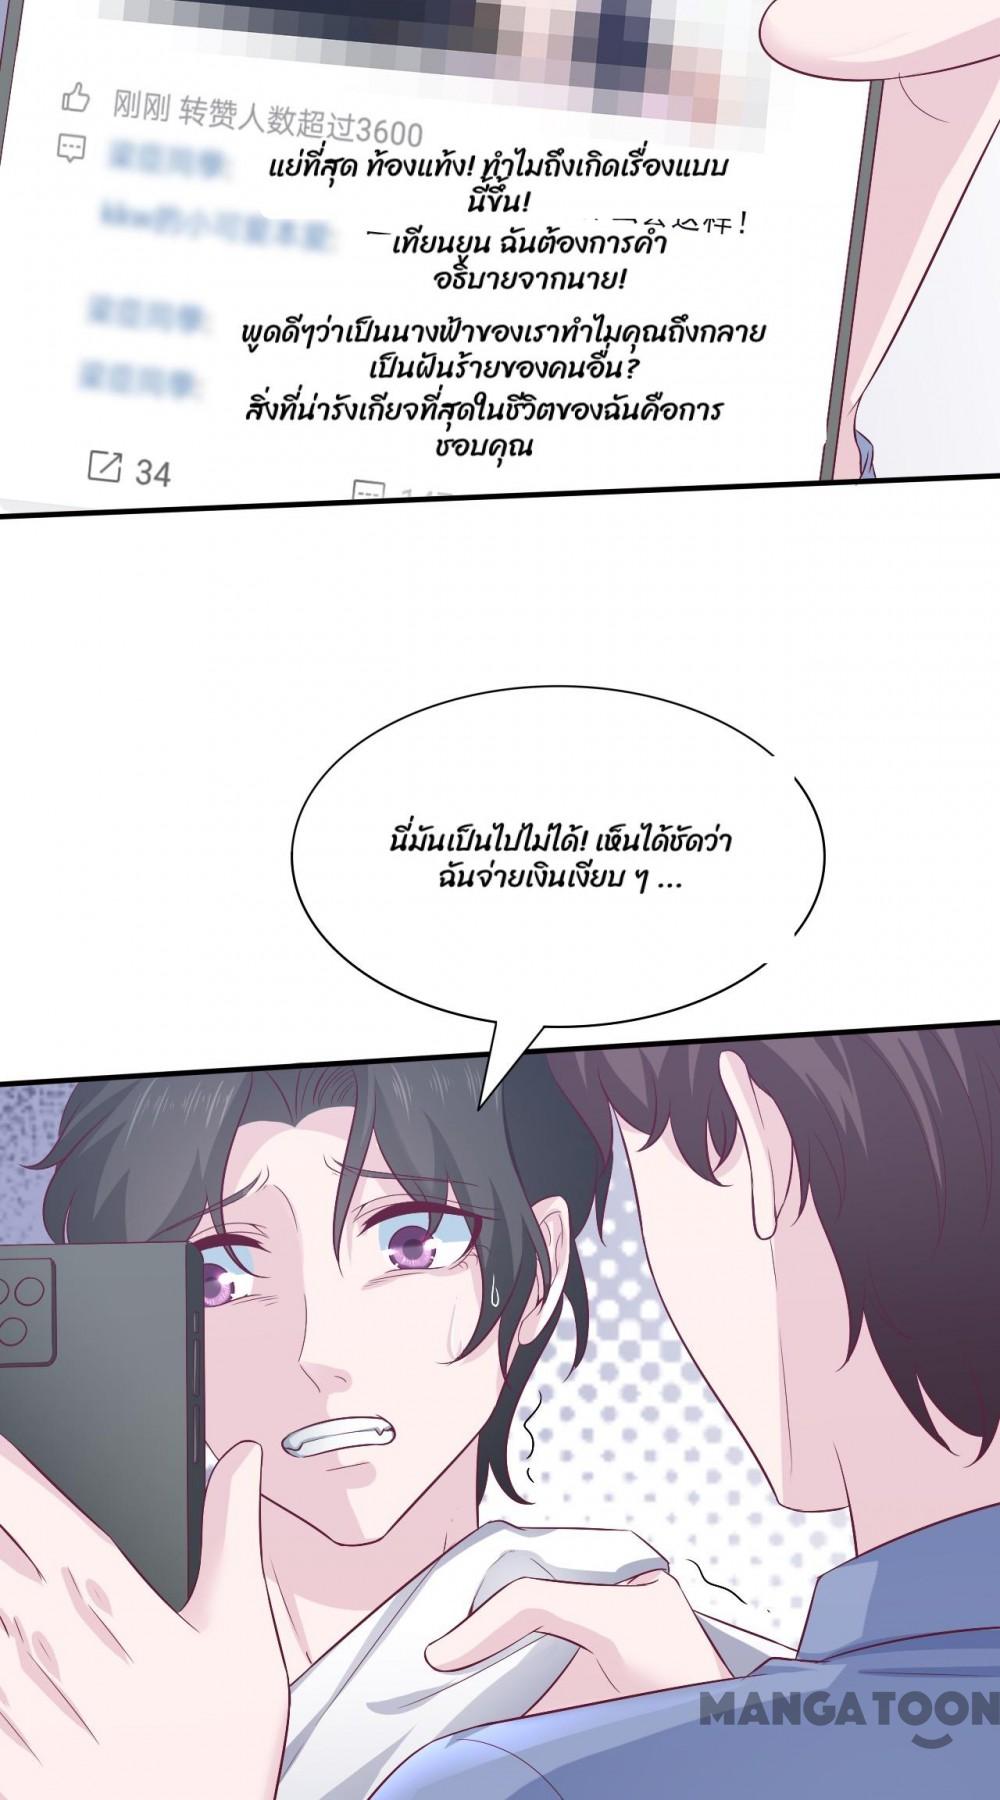 刚刚 转赞人数超过3600
แย่ที่สุด ท้องแท้ง! ทำไมถึงเกิดเรื่องแบบ
นี้ขึ้น!
เทียนยูน ฉันต้องการคำ
อธิบายจากนาย!
พูดดีๆว่าเป็นนางฟ้าของเราทำไมคุณถึงกลาย
เป็นฝันร้ายของคนอื่น?
สิ่งที่น่ารังเกียจที่สุดในชีวิตของฉันคือการ
ชอบคุณ
34
นี่มันเป็นไปไม่ได้! เห็นได้ชัดว่า
ฉันจ่ายเงินเงียบ ๆ ...
MANGATOON